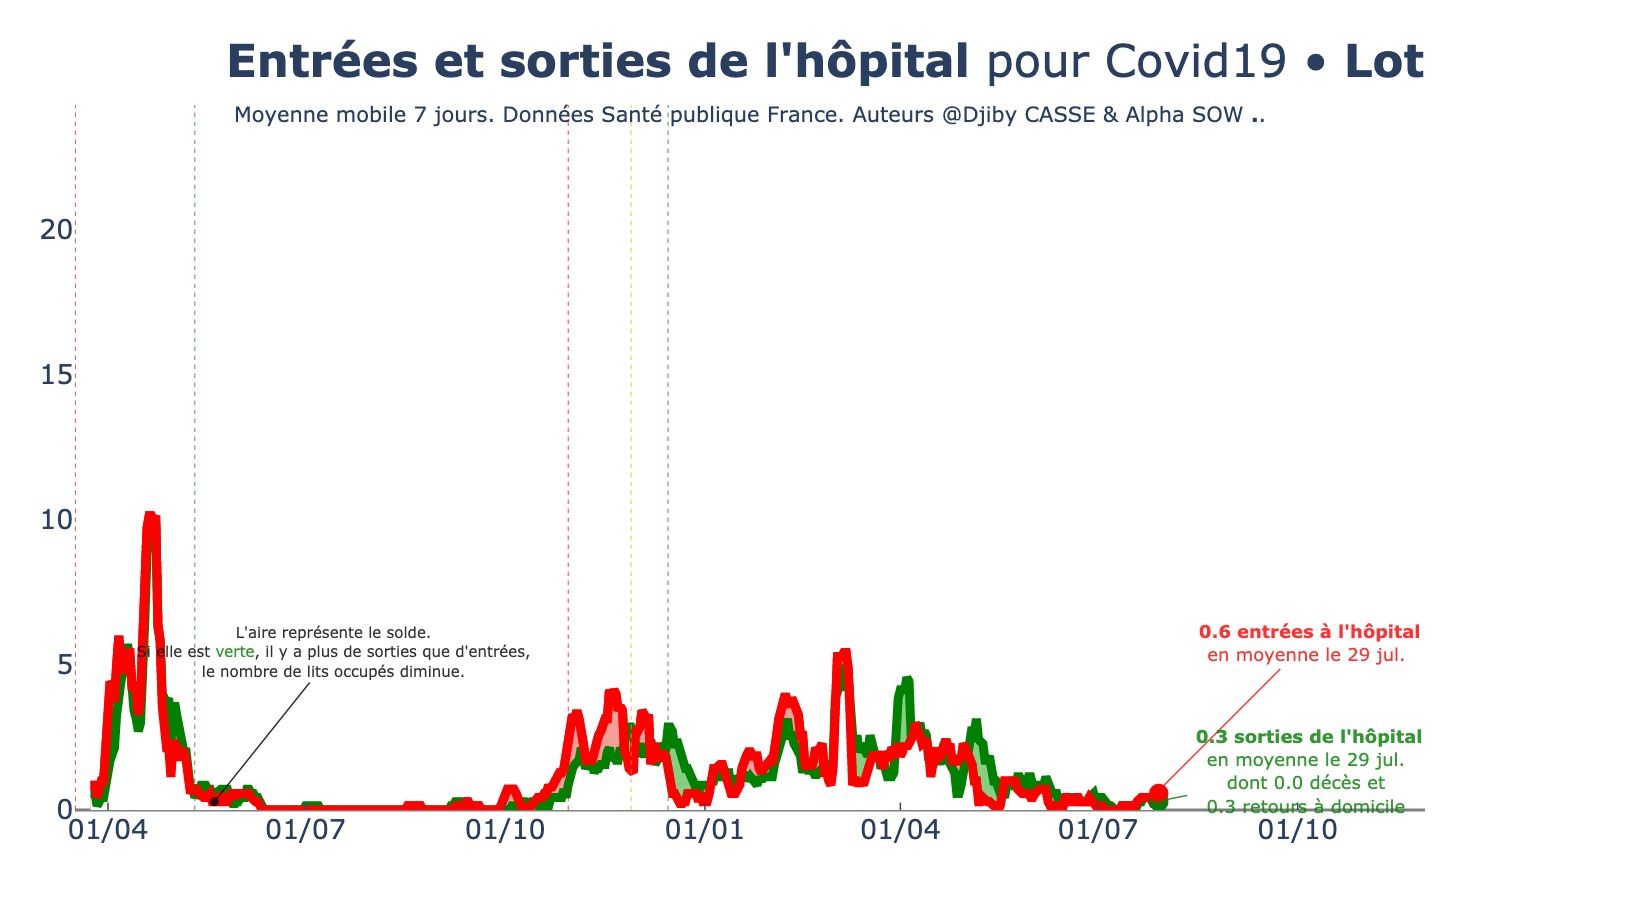 Entrées et sorties de l'hôpital pour Covid19 • Lot
Moyenne mobile 7 jours. Données Santé publique France. Auteurs @Djiby CASSE & Alpha SOW ..
20
15
10
5
0
L'aire représente le solde.
Si elle est verte, il y a plus de sorties que d'entrées,
le nombre de lits occupés diminue.
0.6 entrées à l'hôpital
en moyenne le 29 jul.
0.3 sorties de l'hôpital
en moyenne le 29 jul.
dont 0.0 décès et
0.3 retours à domicile
01/04
01/07
01/10
01/01
01/04
01/07
01/10